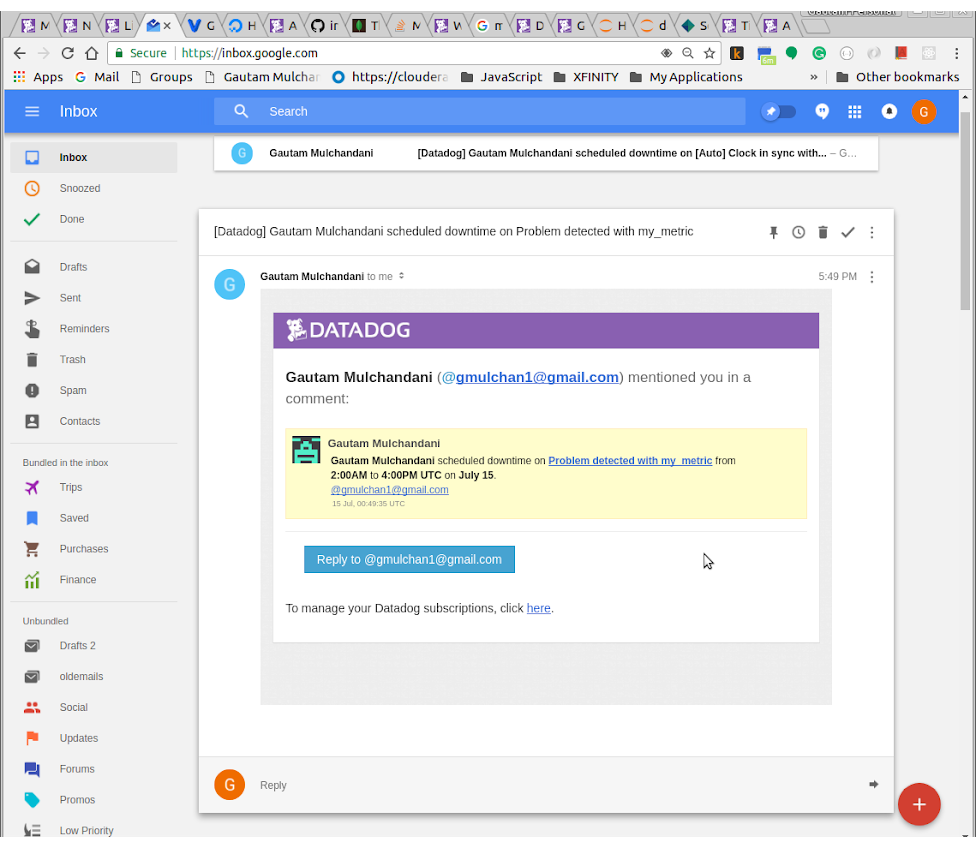 M
N
L
V
G
H
A
ir
T
M
W
G m
D
G
H
d
S
T
A
Gautam-Personal
Secure | https://inbox.google.com
6m
Apps G Mail Groups Gautam Mulchar https://cloudera JavaScript XFINITY My Applications » Other bookmarks
Inbox Search G
Inbox
Snoozed
Done
Drafts
Sent
Reminders
Trash
Spam
Contacts
Bundled in the inbox
Trips
Saved
Purchases
Finance
Unbundled
Drafts 2
oldemails
Social
Updates
Forums
Promos
Low Priority
G Gautam Mulchandani [Datadog] Gautam Mulchandani scheduled downtime on [Auto] Clock in sync with... – G...
[Datadog] Gautam Mulchandani scheduled downtime on Problem detected with my_metric
G Gautam Mulchandani to me 5:49 PM
DATADOG
Gautam Mulchandani (@gmulchan1@gmail.com) mentioned you in a
comment:
Gautam Mulchandani
Gautam Mulchandani scheduled downtime on Problem detected with my_metric from
2:00AM to 4:00PM UTC on July 15.
@gmulchan1@gmail.com
15 Jul, 00:49:35 UTC
Reply to @gmulchan1@gmail.com
To manage your Datadog subscriptions, click here.
G Reply
+